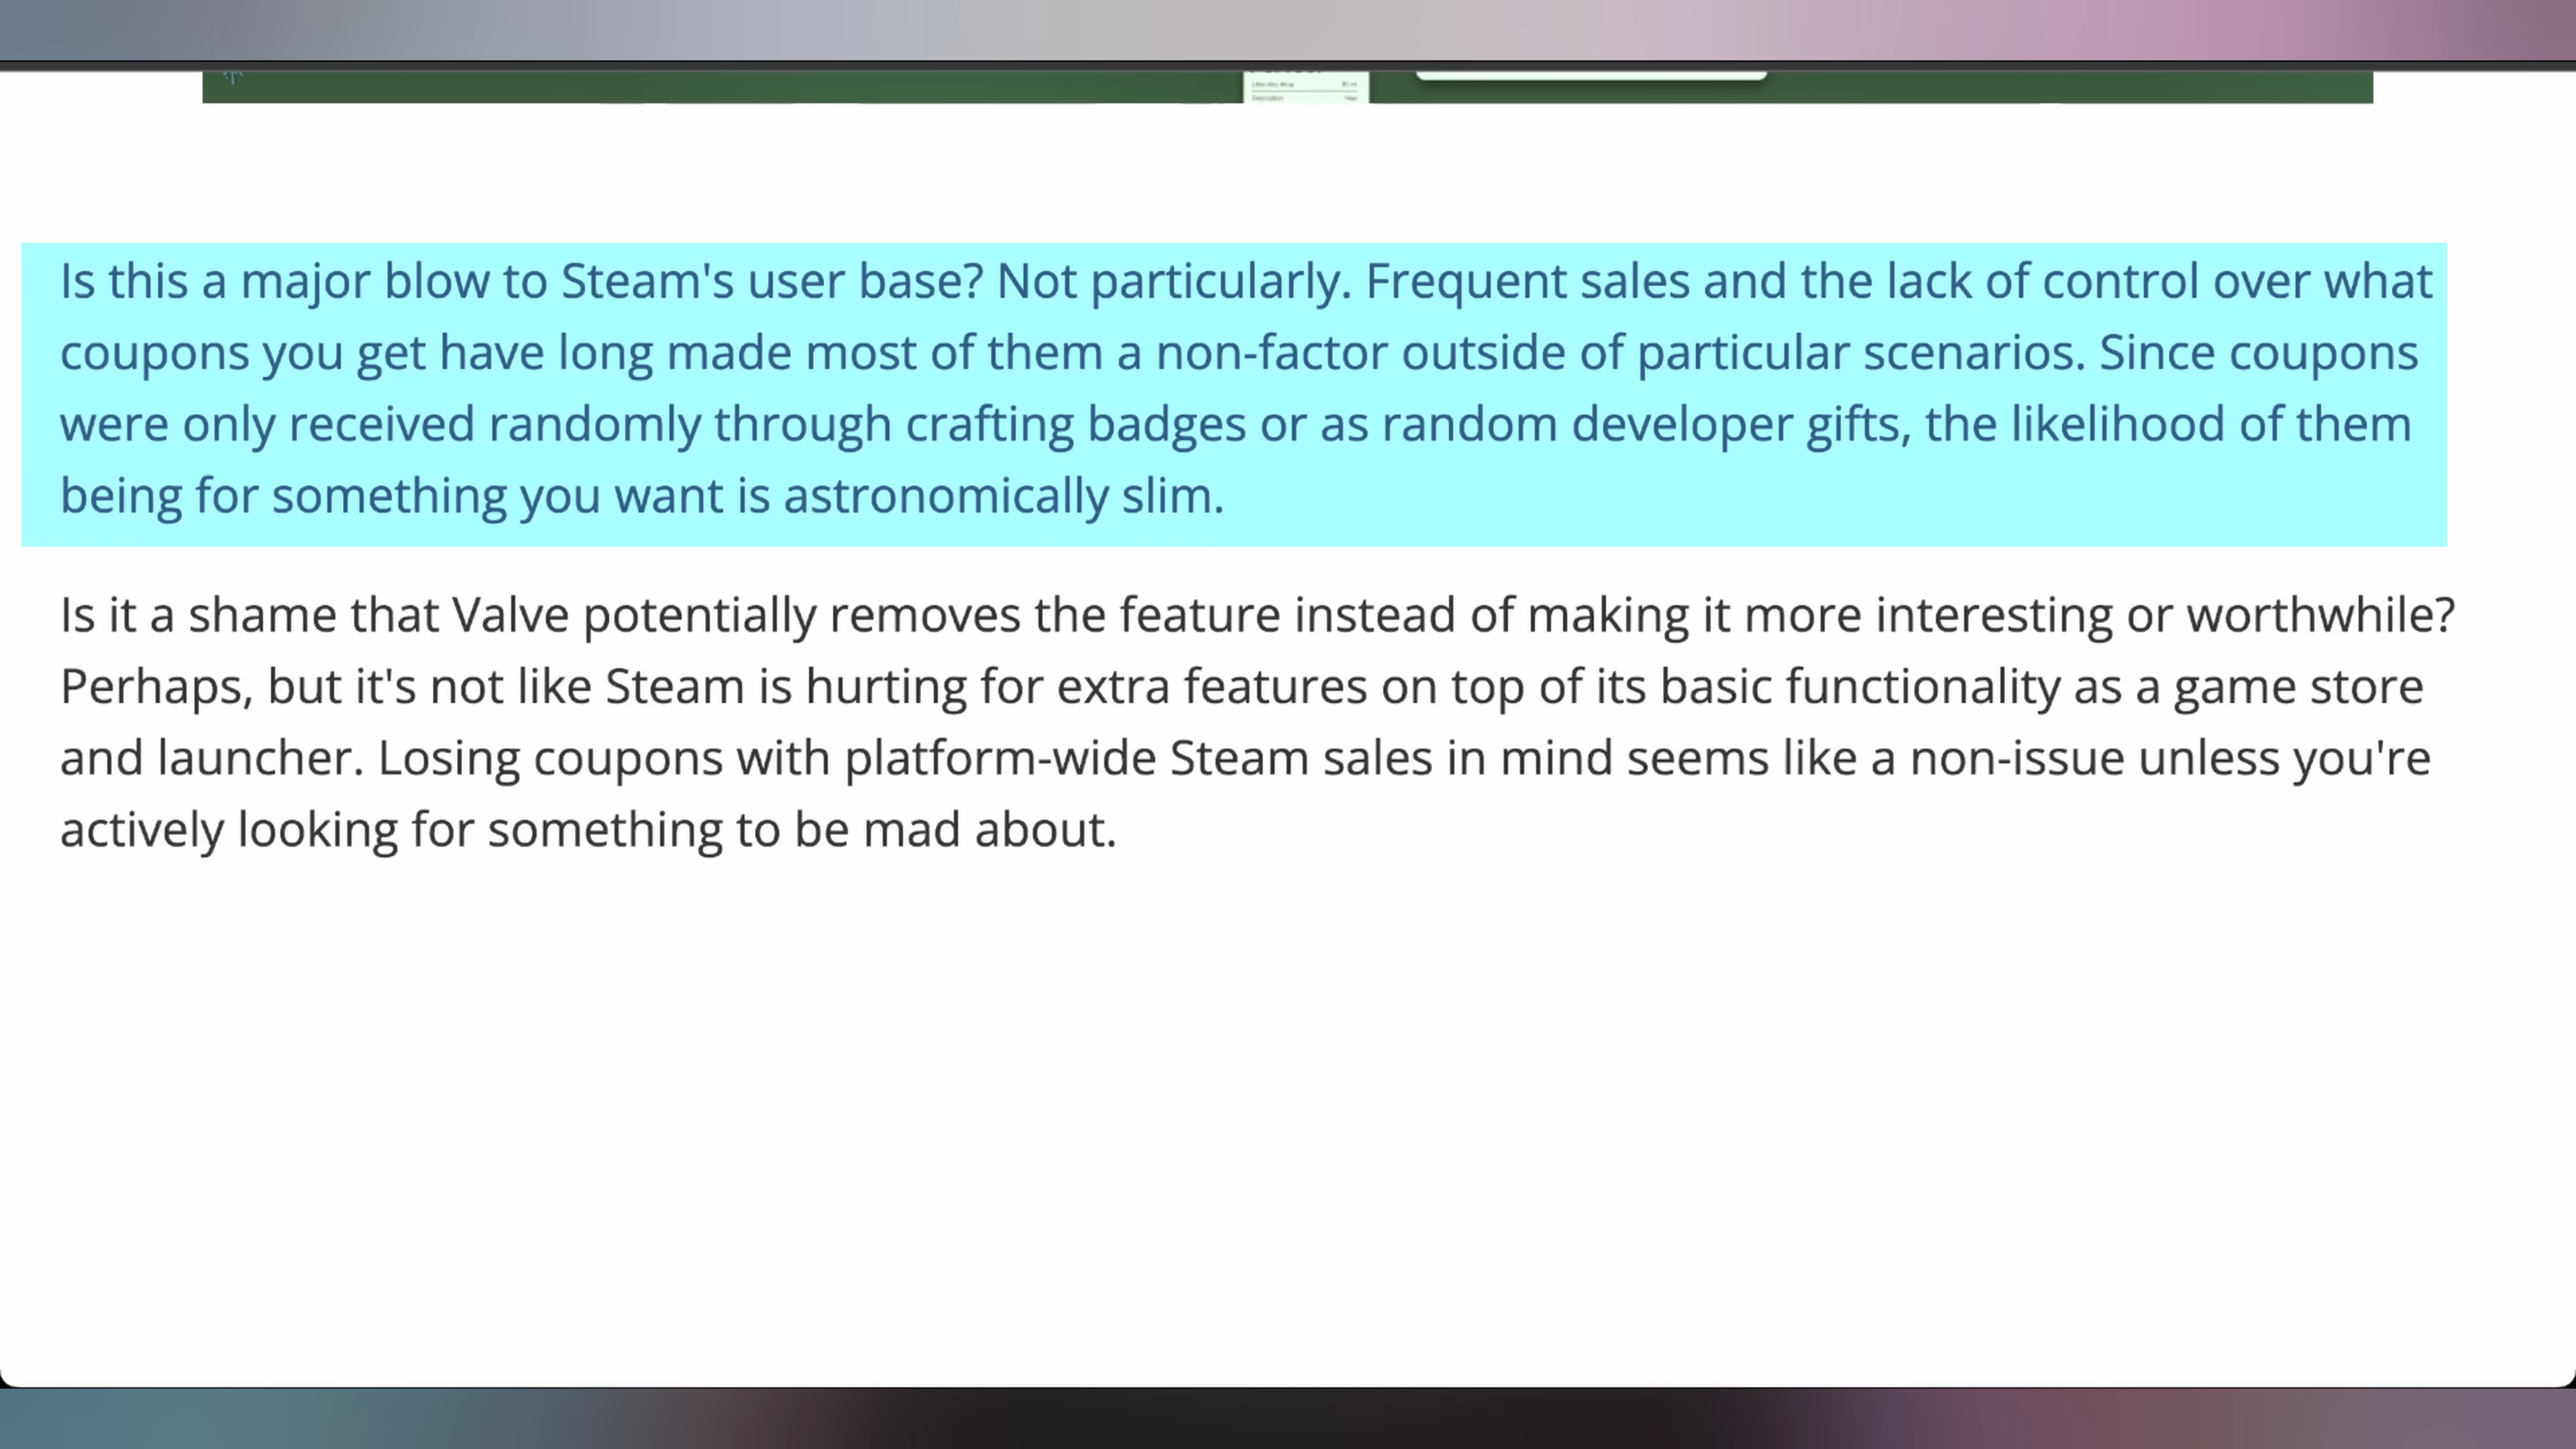 Is this a major blow to Steam's user base? Not particularly. Frequent sales and the lack of control over what
coupons you get have long made most of them a non-factor outside of particular scenarios. Since coupons
were only received randomly through crafting badges or as random developer gifts, the likelihood of them
being for something you want is astronomically slim.
Is it a shame that Valve potentially removes the feature instead of making it more interesting or worthwhile?
Perhaps, but it's not like Steam is hurting for extra features on top of its basic functionality as a game store
and launcher. Losing coupons with platform-wide Steam sales in mind seems like a non-issue unless you're
actively looking for something to be mad about.